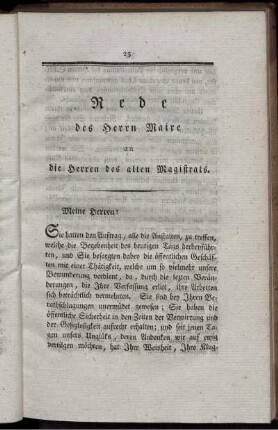 25
Rede
des Herrn Maire
an
die Herren des alten Magistrats.
Meine Herren!
Sie hatten den Auftrag, alle die Anstalten, zu treffen,
welche die Begebenheit des heutigen Tags herbeyführ-
ten, und Sie besorgten dabey die öffentlichen Geschäf-
ten mit einer Thätigkeit, welche um so vielmehr unsere
Bewunderung verdient, da, durch die letzten Verän-
derungen, die Ihre Verfassung erlitt, ihre Arbeiten
sich beträchtlich vermehrten. Sie sind bey Ihren Be-
rathschlagungen unermüdet gewesen; Sie haben die
öffentliche Sicherheit in den Zeiten der Verwirrung und
der Gesetzlosigkeit aufrecht erhalten; und seit jenen Ta-
gen unsers Unglüks, deren Andenken wir auf ewig
vertilgen möchten, hat Ihre Weisheit, Ihre Klug-